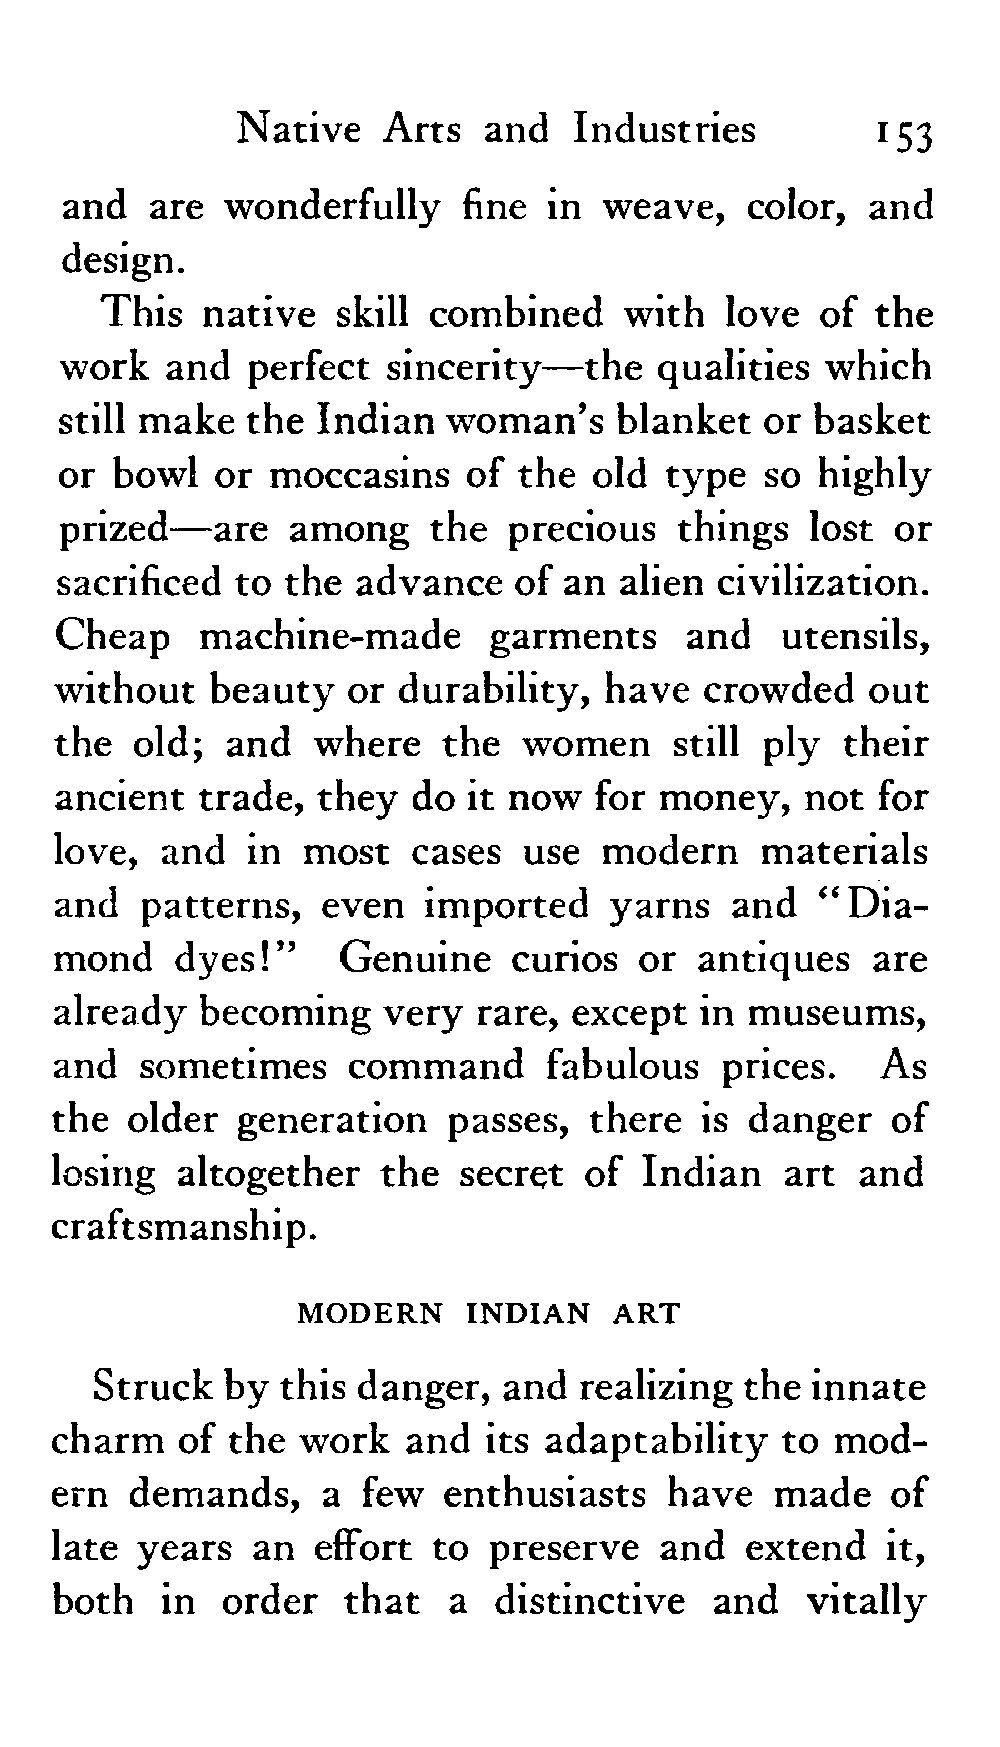 Native Arts and Industries 153
and are wonderfully fine in weave, color, and
design.
This native skill combined with love of the
work and perfect sincerity—the qualities which
still make the Indian woman's blanket or basket
or bowl or moccasins of the old type so highly
prized—are among the precious things lost or
sacrificed to the advance of an alien civilization.
Cheap machine-made garments and utensils,
without beauty or durability, have crowded out
the old; and where the women still ply their
ancient trade, they do it now for money, not for
love, and in most cases use modern materials
and patterns, even imported yarns and "Dia-
mond dyes!" Genuine curios or antiques are
already becoming very rare, except in museums,
and sometimes command fabulous prices. As
the older generation passes, there is danger of
losing altogether the secret of Indian art and
craftsmanship.
MODERN INDIAN ART
Struck by this danger, and realizing the innate
charm of the work and its adaptability to mod-
ern demands, a few enthusiasts have made of
late years an effort to preserve and extend it,
both in order that a distinctive and vitally